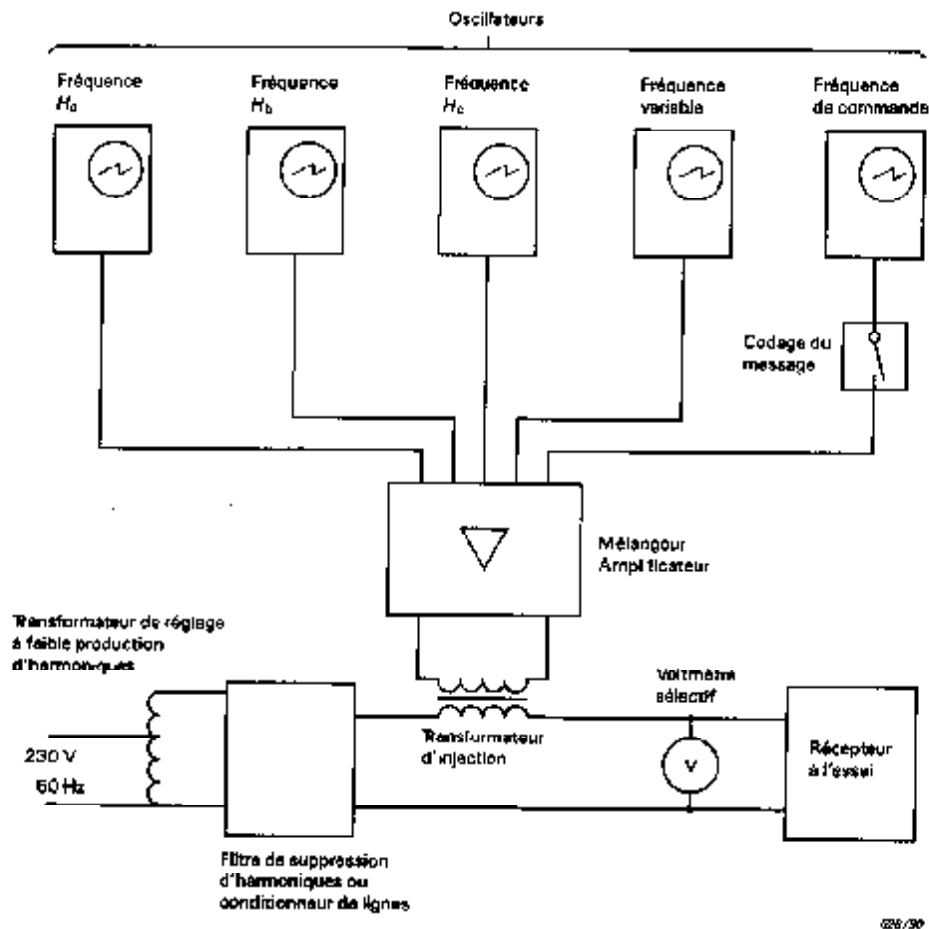 Oscillateurs
Fréquence
Ha
Fréquence
Hb
Fréquence
Hc
Fréquence
variable
Fréquence
de commande
Codage du
message
Mélangeur
Amplificateur
Transformateur de réglage
à faible production
d'harmoniques
230 V
Hz
Transformateur
d'injection
Voltmètre
sélectif
V
Récepteur
à l'essai
Filtre de suppression
d'harmoniques ou
conditionneur de lignes